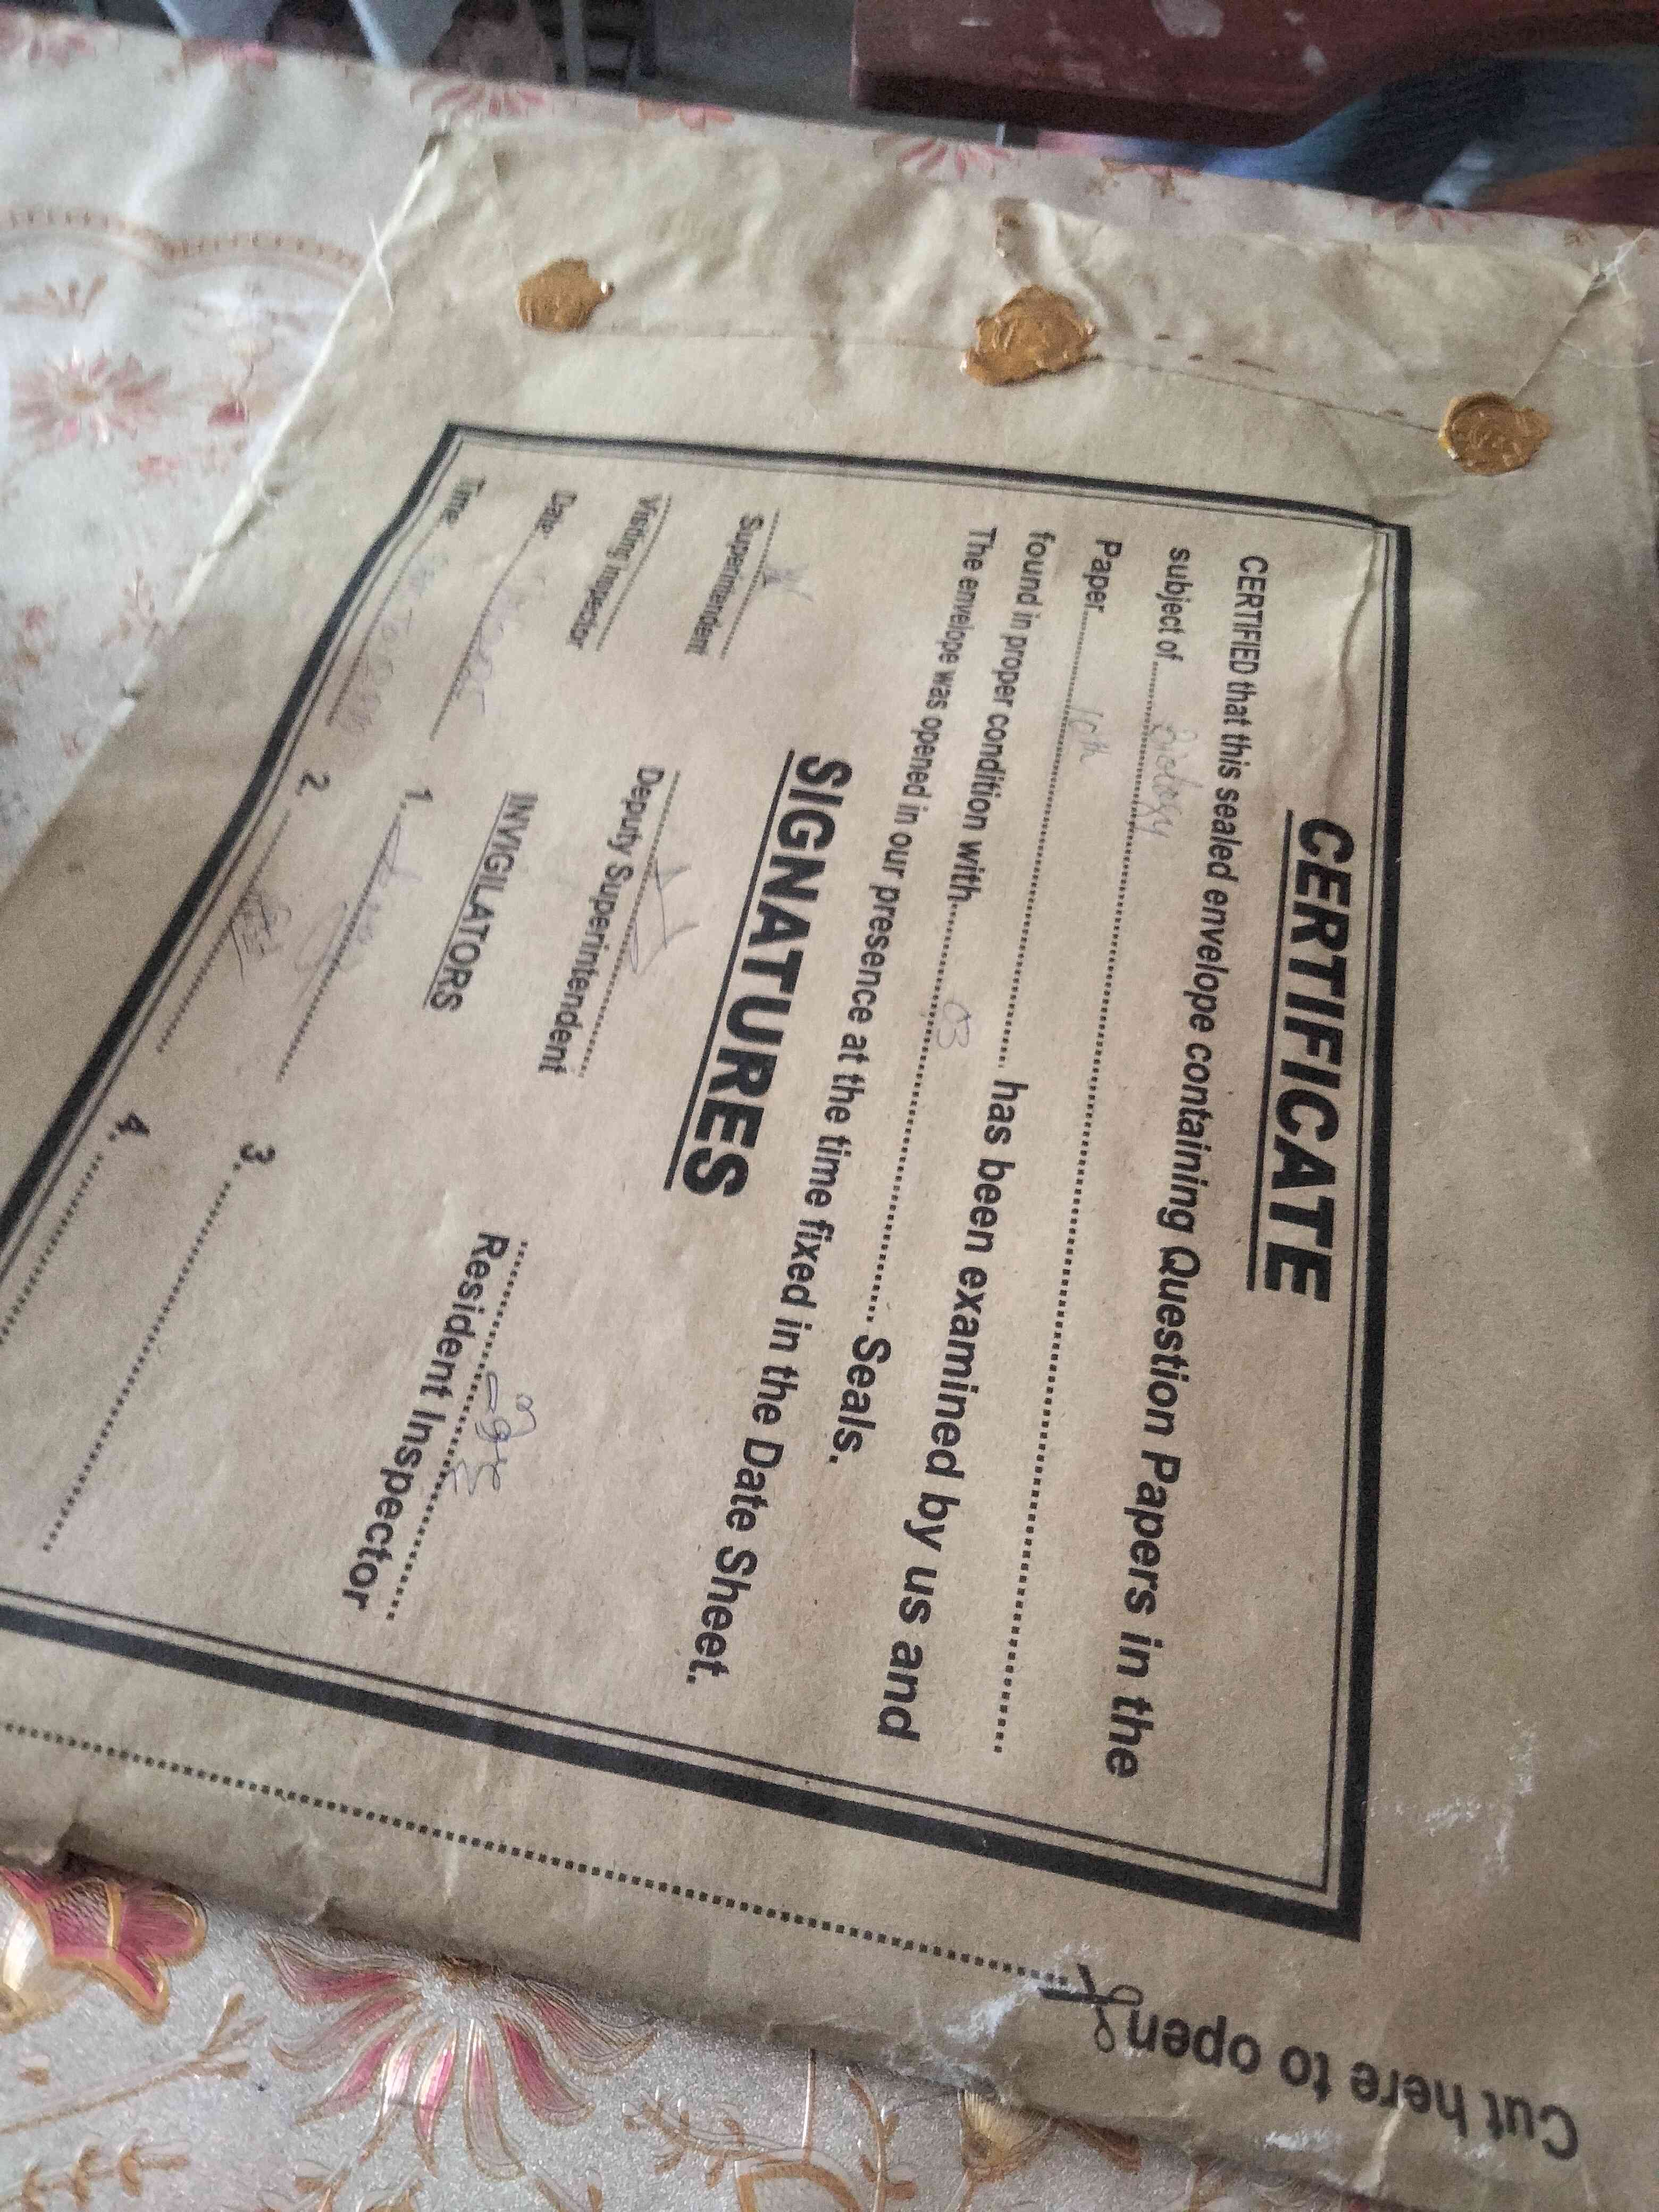 CERTIFICATE
CERTIFIED that this sealed envelope containing Question Papers in the
subject of Biology
Paper 10th has been examined by us and
found in proper condition with 03 Seals.
The envelope was opened in our presence at the time fixed in the Date Sheet.
SIGNATURES
Superintendent
Deputy Superintendent
Resident Inspector
Visiting Inspector
Date
Time
INVIGILATORS
1.
2.
3.
4.
Cut here to open